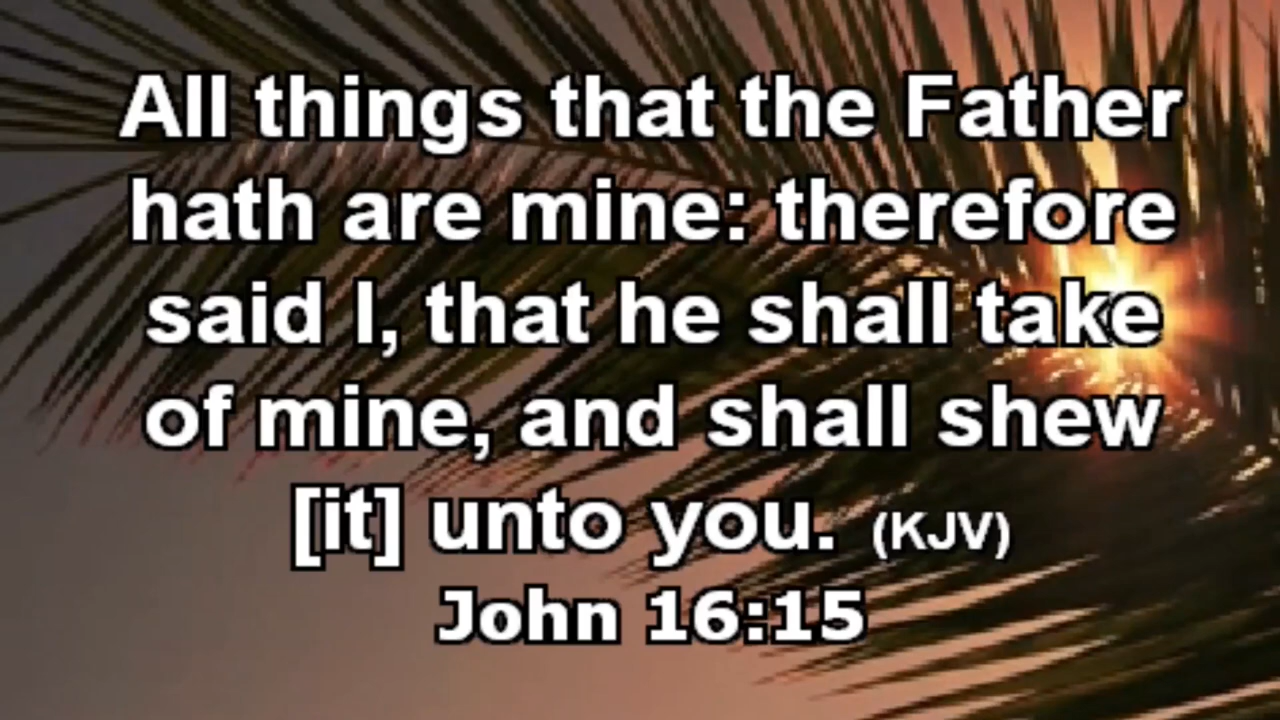 All things that the Father
hath are mine: therefore
said I, that he shall take
of mine, and shall shew
[it] unto you. (KJV)
John 16:15